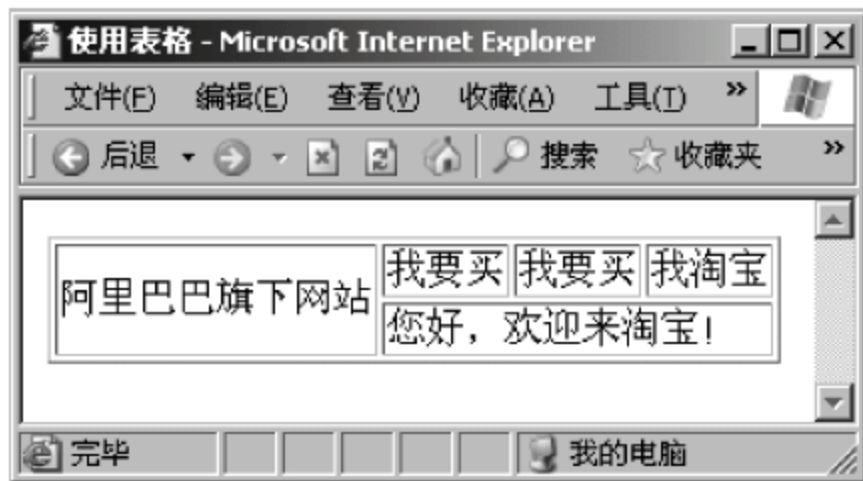 使用表格 - Microsoft Internet Explorer
文件(F) 编辑(E) 查看(V) 收藏(A) 工具(T) »
后退 搜索 收藏夹 »
阿里巴巴旗下网站 我要买 我要买 我淘宝
您好，欢迎来淘宝！
完毕 我的电脑